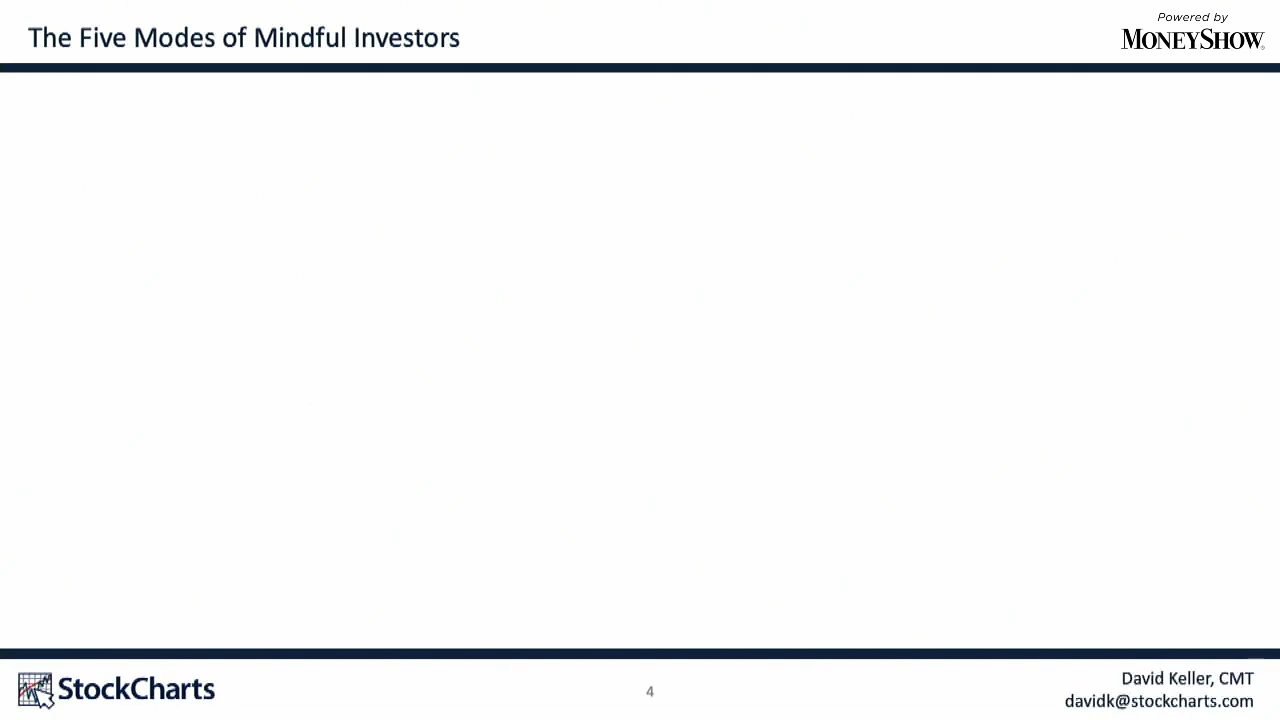 The Five Modes of Mindful Investors
Powered by
MONEYSHOW®
StockCharts
4
David Keller, CMT
davidk@stockcharts.com